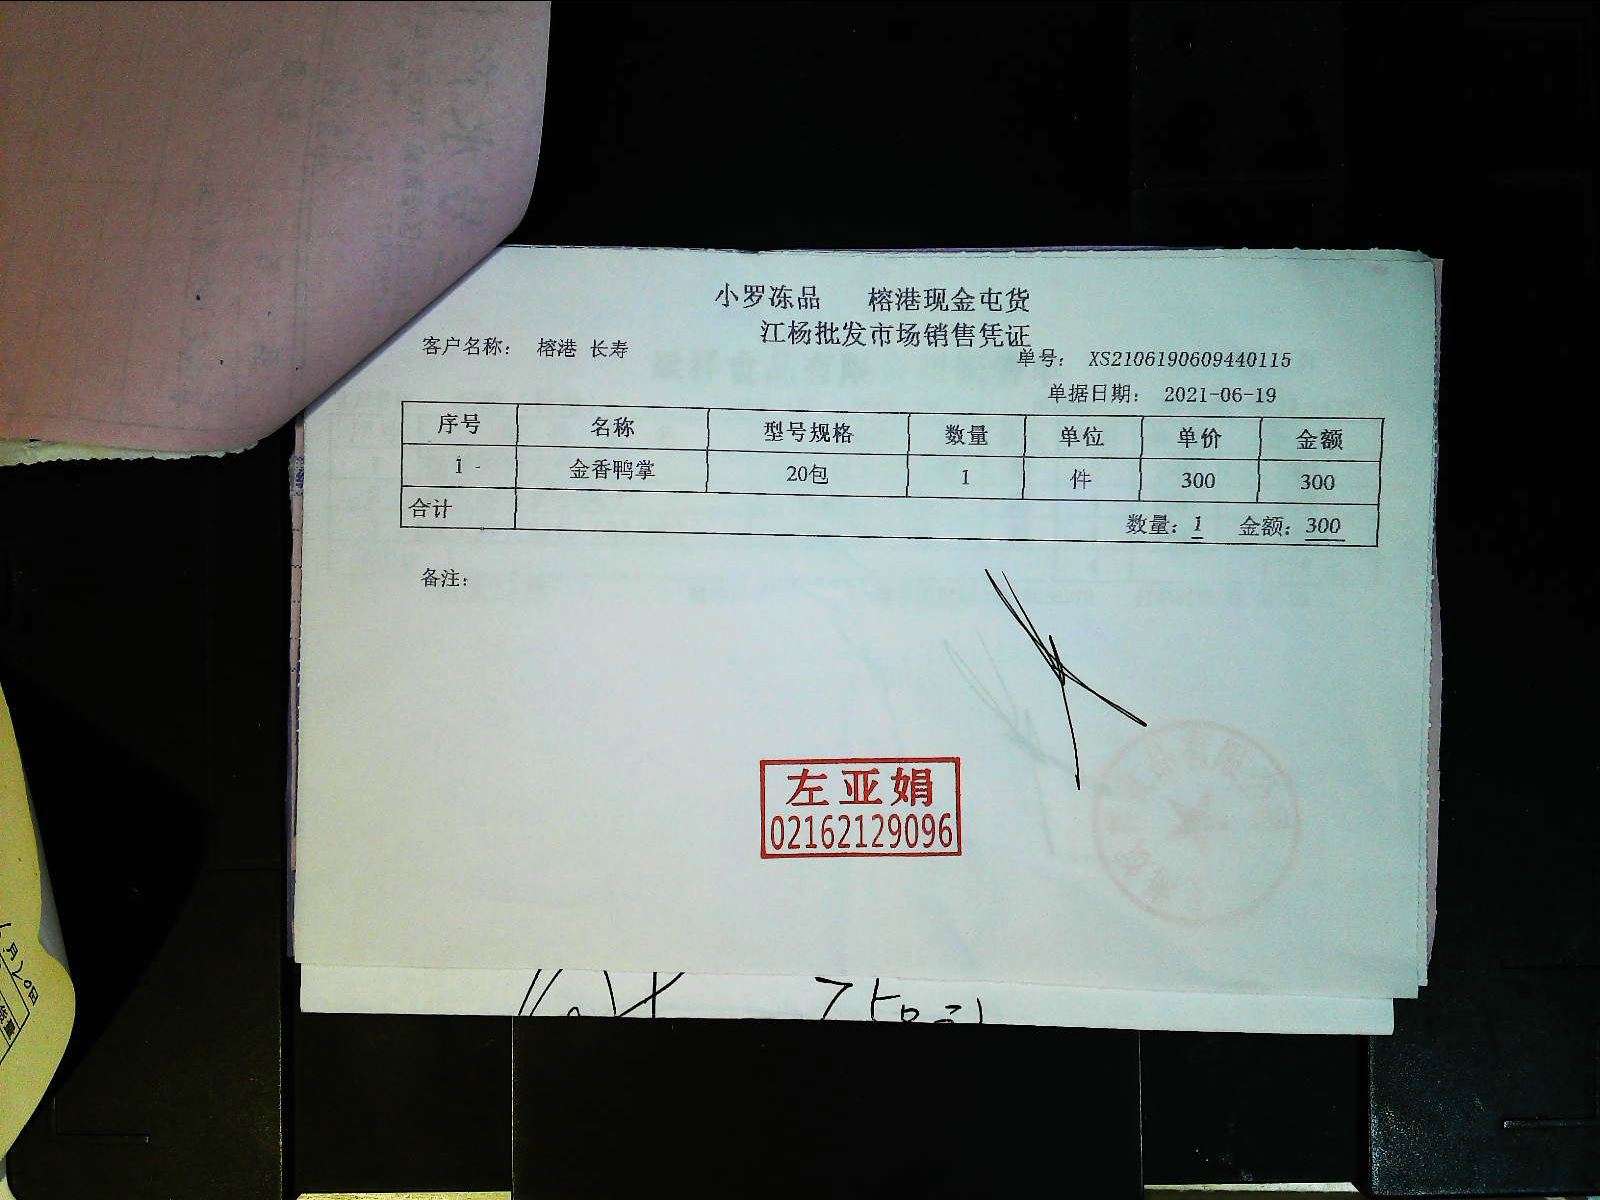 小罗冻品 榕港现金屯货
江杨批发市场销售凭证
客户名称： 榕港 长寿
单号： XS2106190609440115
单据日期： 2021-06-19
序号 名称 型号规格 数量 单位 单价 金额
1 金香鸭掌 20包 1 件 300 300
合计 数量：1 金额：300
备注：
左亚娟
02162129096
月20日